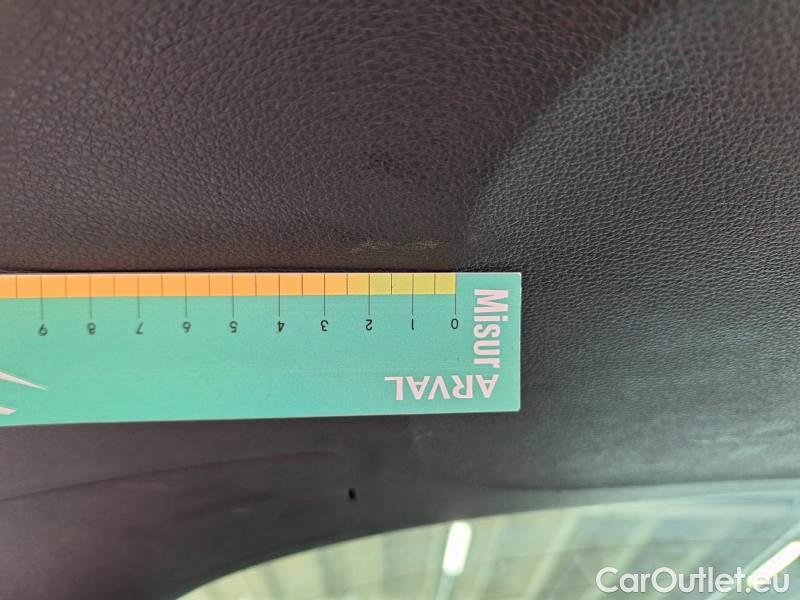 Misur
ARVAL
0 1 2 3 4 5 6 7 8 9
CarOutlet.eu